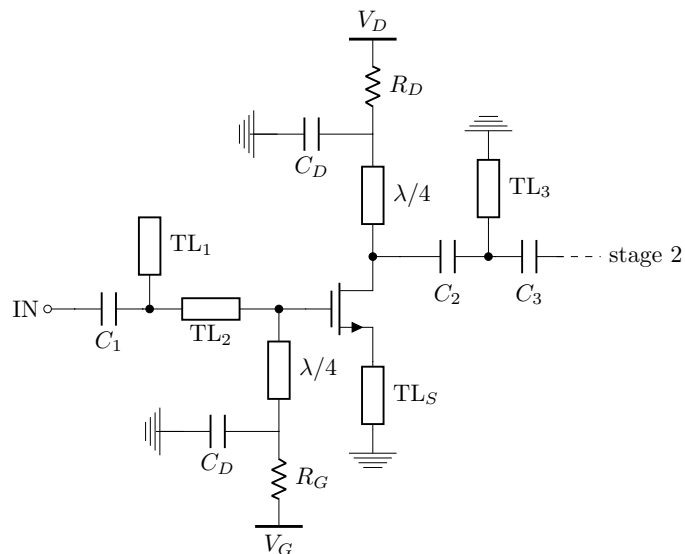 V_D
R_D
C_D
λ/4
TL_3
TL_1
C_2
C_3
stage 2
IN
C_1
TL_2
λ/4
TL_S
C_D
R_G
V_G